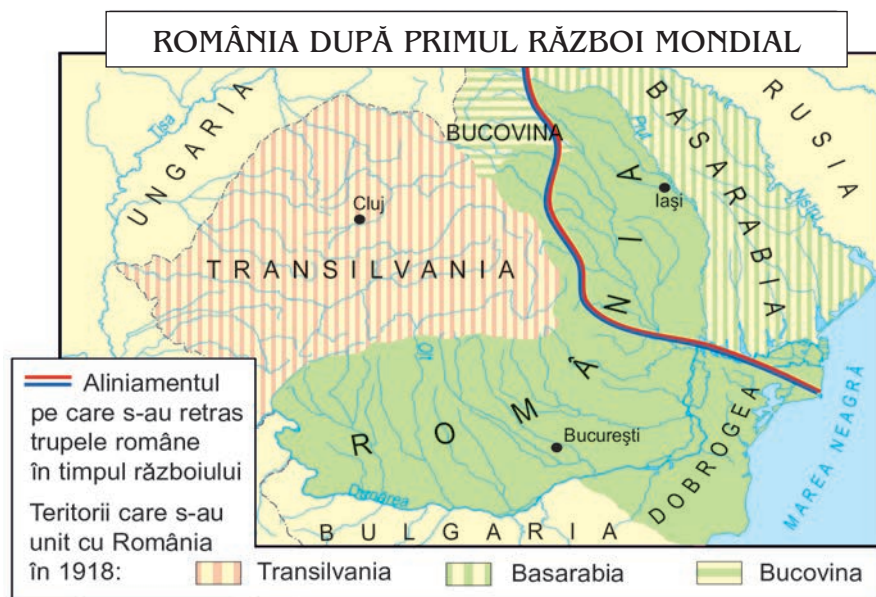 ROMÂNIA DUPĂ PRIMUL RĂZBOI MONDIAL
UNGARIA
Tisa
BUCOVINA
BASARABIA
RUSIA
Prut
Nistru
Iași
Cluj
TRANSILVANIA
ROMÂNIA
Olt
București
DOBROGEA
MAREA NEAGRĂ
Dunărea
BULGARIA
Aliniamentul
pe care s-au retras
trupele române
în timpul războiului
Teritorii care s-au
unit cu România
în 1918:
Transilvania
Basarabia
Bucovina